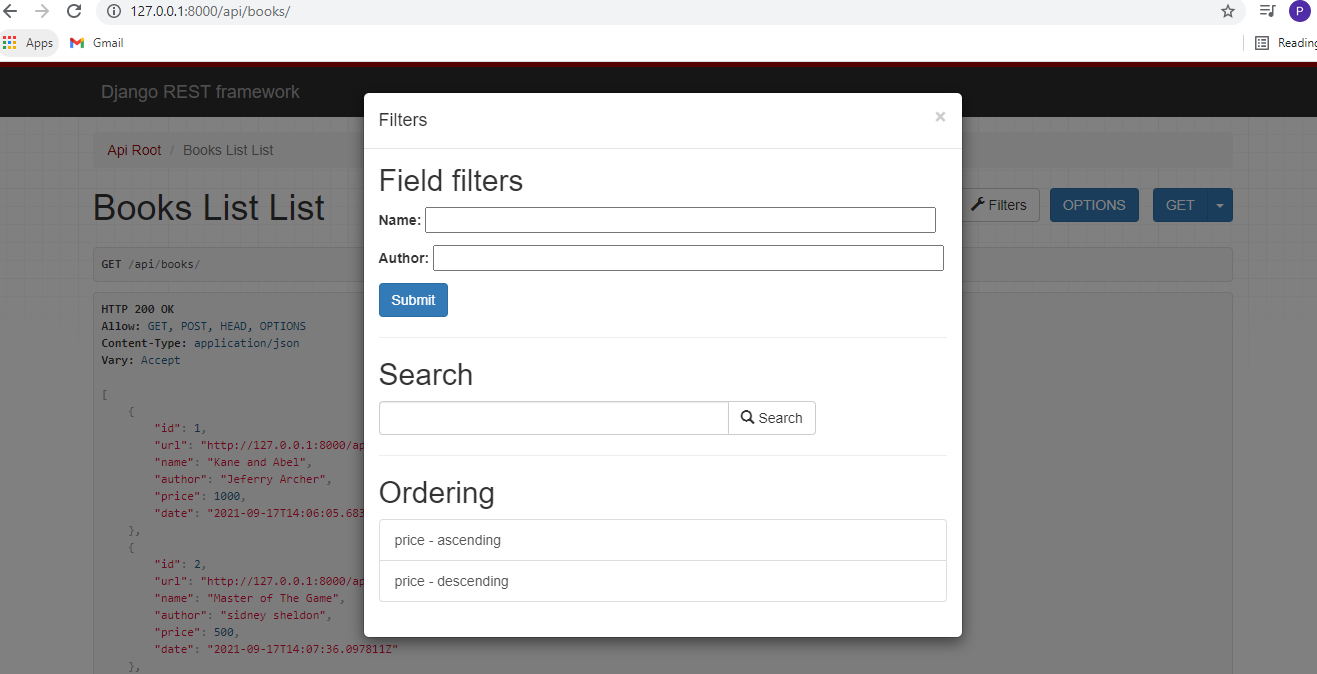 127.0.0.1:8000/api/books/
P
Apps
Gmail
Reading
Django REST framework
Filters
×
Api Root / Books List List
Field filters
Books List List
Filters
OPTIONS
GET
Name:
Author:
GET /api/books/
Submit
HTTP 200 OK
Allow: GET, POST, HEAD, OPTIONS
Content-Type: application/json
Vary: Accept
Search
Search
Ordering
price - ascending
price - descending
[
{
"id": 1,
"url": "http://127.0.0.1:8000/ap
"name": "Kane and Abel",
"author": "Jeferry Archer",
"price": 1000,
"date": "2021-09-17T14:06:05.683
},
{
"id": 2,
"url": "http://127.0.0.1:8000/ap
"name": "Master of The Game",
"author": "sidney sheldon",
"price": 500,
"date": "2021-09-17T14:07:36.097811Z"
},